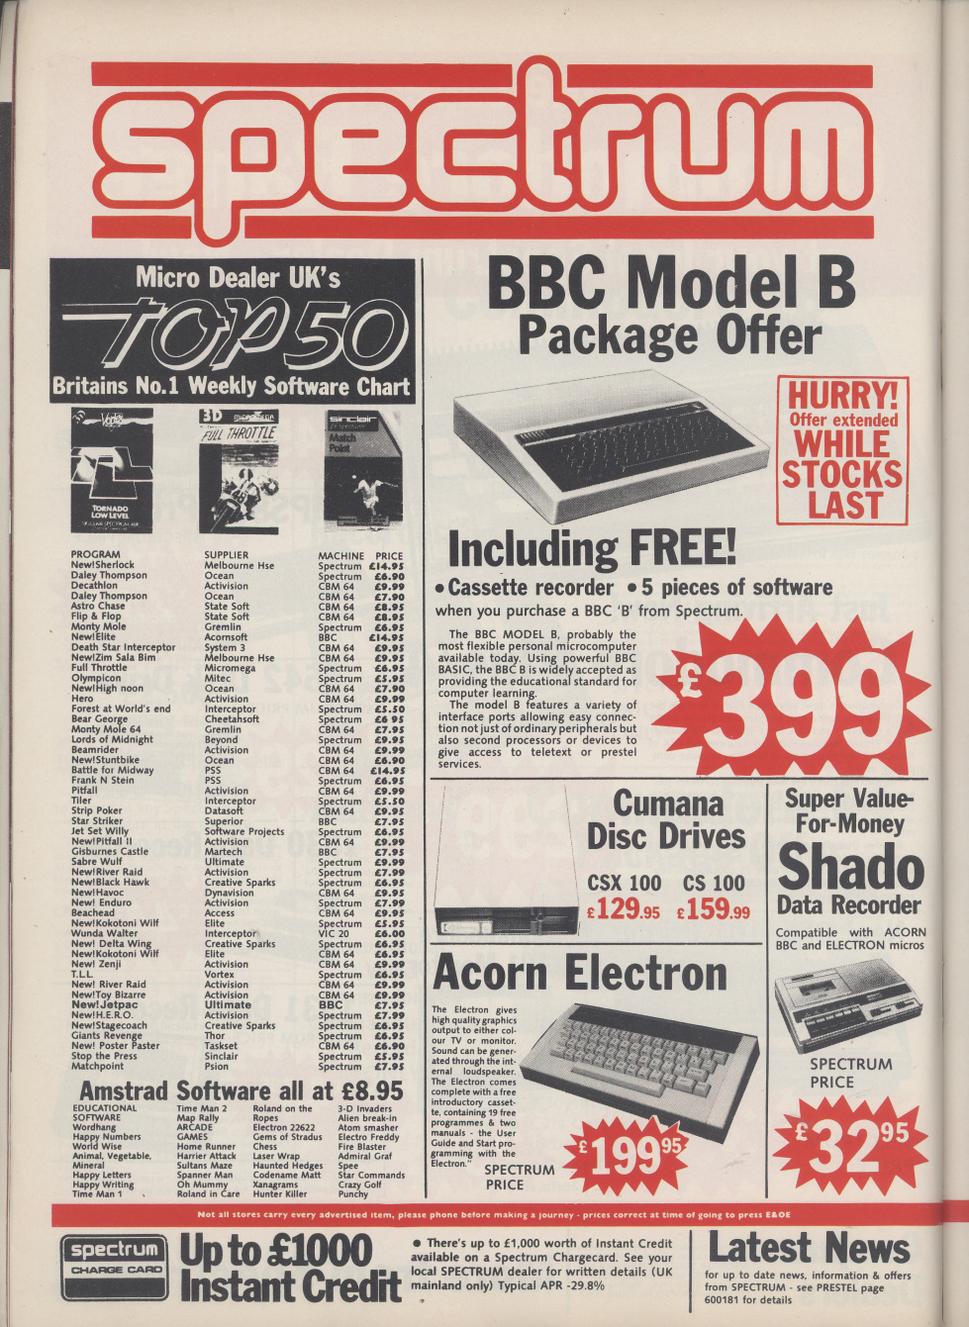 spectrum
Micro Dealer UK's
TOP 50
Britains No.1 Weekly Software Chart
Vortex
TORNADO
LOW LEVEL
3D MICROMEGA
FULL THROTTLE
sinclair
Match
Point
PROGRAM SUPPLIER MACHINE PRICE
New!Sherlock Melbourne Hse Spectrum £14.95
Daley Thompson Ocean Spectrum £6.90
Decathlon Activision CBM 64 £9.99
Daley Thompson Ocean CBM 64 £7.90
Astro Chase State Soft CBM 64 £8.95
Flip & Flop State Soft CBM 64 £8.95
Monty Mole Gremlin Spectrum £6.95
New!Elite Acornsoft BBC £14.95
Death Star Interceptor System 3 CBM 64 £9.95
New!Zim Sala Bim Melbourne Hse CBM 64 £9.95
Full Throttle Micromega Spectrum £6.95
Olympicon Mitec Spectrum £5.95
New!High noon Ocean CBM 64 £7.90
Hero Activision CBM 64 £9.99
Forest at World's end Interceptor Spectrum £5.50
Bear George Cheetahsoft Spectrum £6 95
Monty Mole 64 Gremlin CBM 64 £7.95
Lords of Midnight Beyond Spectrum £9.95
Beamrider Activision CBM 64 £9.99
New!Stuntbike Ocean CBM 64 £6.90
Battle for Midway PSS CBM 64 £14.95
Frank N Stein PSS Spectrum £6.95
Pitfall Activision CBM 64 £9.99
Tiler Interceptor Spectrum £5.50
Strip Poker Datasoft CBM 64 £9.95
Star Striker Superior BBC £7.95
Jet Set Willy Software Projects Spectrum £6.95
New!Pitfall II Activision CBM 64 £9.99
Gisburnes Castle Martech BBC £7.95
Sabre Wulf Ultimate Spectrum £9.99
New!River Raid Activision Spectrum £7.99
New!Black Hawk Creative Sparks Spectrum £6.95
New!Havoc Dynavision CBM 64 £9.95
New! Enduro Activision Spectrum £7.99
Beachead Access CBM 64 £9.95
New!Kokotoni Wilf Elite Spectrum £5.95
Wunda Walter Interceptor VIC 20 £6.00
New! Delta Wing Creative Sparks Spectrum £6.95
New!Kokotoni Wilf Elite CBM 64 £6.95
New! Zenji Activision CBM 64 £9.99
T.L.L. Vortex Spectrum £6.95
New! River Raid Activision CBM 64 £9.99
New!Toy Bizarre Activision CBM 64 £9.99
New!Jetpac Ultimate BBC £7.95
New!H.E.R.O. Activision Spectrum £7.99
New!Stagecoach Creative Sparks Spectrum £6.95
Giants Revenge Thor Spectrum £6.95
New! Poster Paster Taskset CBM 64 £6.90
Stop the Press Sinclair Spectrum £5.95
Matchpoint Psion Spectrum £7.95
Amstrad Software all at £8.95
EDUCATIONAL
SOFTWARE
Wordhang
Happy Numbers
World Wise
Animal, Vegetable,
Mineral
Happy Letters
Happy Writing
Time Man 1
Time Man 2
Map Rally
ARCADE
GAMES
Home Runner
Harrier Attack
Sultans Maze
Spanner Man
Oh Mummy
Roland in Care
Roland on the
Ropes
Electron 22622
Gems of Stradus
Chess
Laser Wrap
Haunted Hedges
Codename Matt
Xanagrams
Hunter Killer
3-D Invaders
Alien break-in
Atom smasher
Electro Freddy
Fire Blaster
Admiral Graf
Spee
Star Commands
Crazy Golf
Punchy
BBC Model B
Package Offer
HURRY!
Offer extended
WHILE
STOCKS
LAST
Including FREE!
• Cassette recorder • 5 pieces of software
when you purchase a BBC 'B' from Spectrum.
The BBC MODEL B, probably the
most flexible personal microcomputer
available today. Using powerful BBC
BASIC, the BBC B is widely accepted as
providing the educational standard for
computer learning.
The model B features a variety of
interface ports allowing easy connec-
tion not just of ordinary peripherals but
also second processors or devices to
give access to teletext or prestel
services.
£399
Cumana
Disc Drives
CSX 100 CS 100
£129.95 £159.99
Super Value-
For-Money
Shado
Data Recorder
Compatible with ACORN
BBC and ELECTRON micros
SPECTRUM
PRICE
£32.95
Acorn Electron
The Electron gives
high quality graphics
output to either col-
our TV or monitor.
Sound can be gener-
ated through the int-
ernal loudspeaker.
The Electron comes
complete with a free
introductory casset-
te, containing 19 free
programmes & two
manuals - the User
Guide and Start pro-
gramming with the
Electron."
SPECTRUM
PRICE
£199.95
Not all stores carry every advertised item, please phone before making a journey - prices correct at time of going to press E&OE
spectrum
CHARGE CARD
Up to £1000
Instant Credit
• There's up to £1,000 worth of Instant Credit
available on a Spectrum Chargecard. See your
local SPECTRUM dealer for written details (UK
mainland only) Typical APR -29.8%
Latest News
for up to date news, information & offers
from SPECTRUM - see PRESTEL page
600181 for details